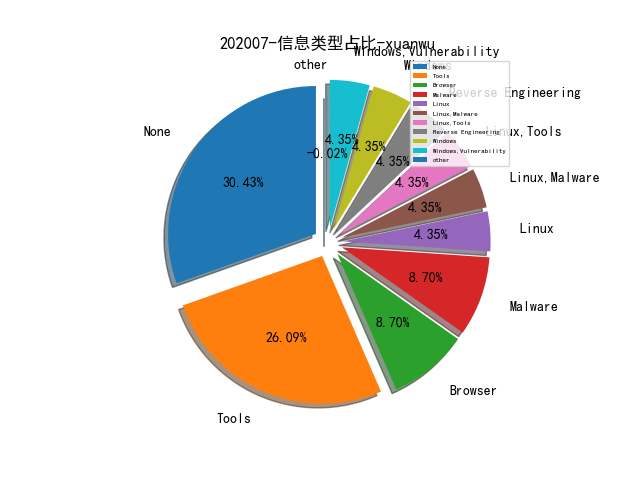 202007-信息类型占比-xuanwu
None
Tools
Browser
Malware
Linux
Linux,Malware
Linux,Tools
Reverse Engineering
Windows
Windows,Vulnerability
other
30.43%
26.09%
8.70%
8.70%
4.35%
4.35%
4.35%
4.35%
4.35%
4.35%
-0.02%
None
Tools
Browser
Malware
Linux
Linux,Malware
Linux,Tools
Reverse Engineering
Windows
Windows,Vulnerability
other